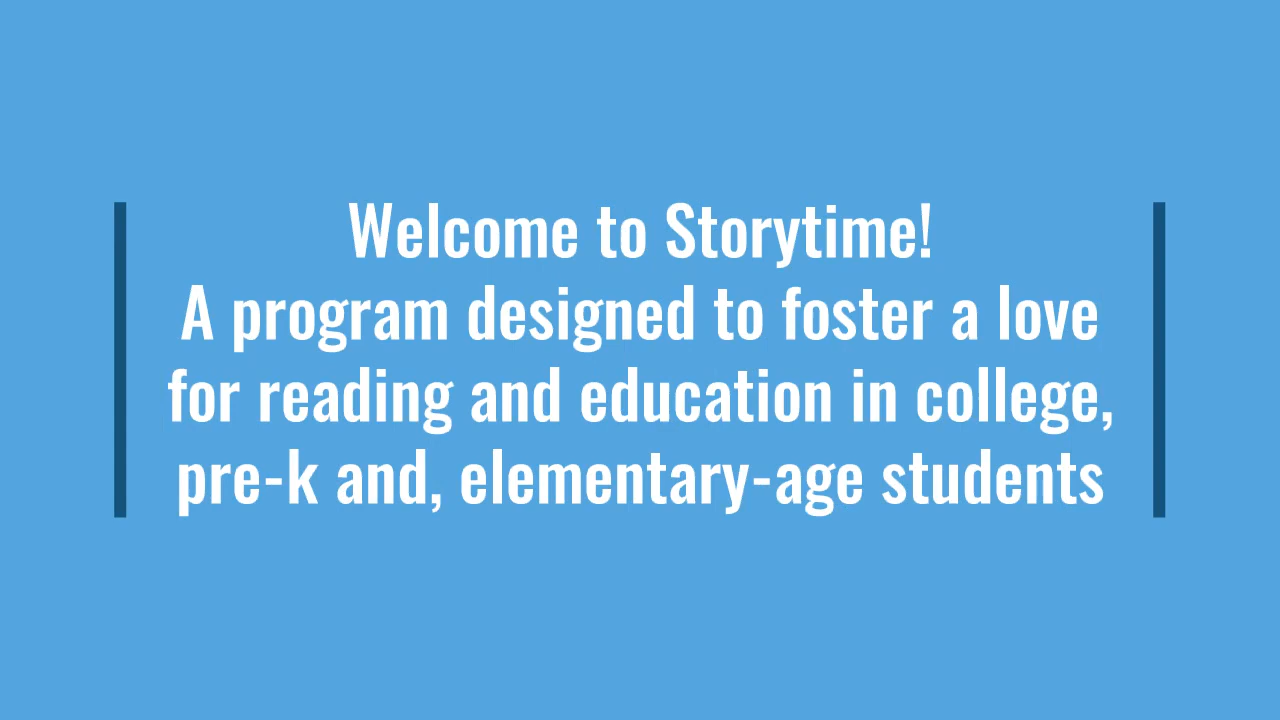 Welcome to Storytime!
A program designed to foster a love
for reading and education in college,
pre-k and, elementary-age students